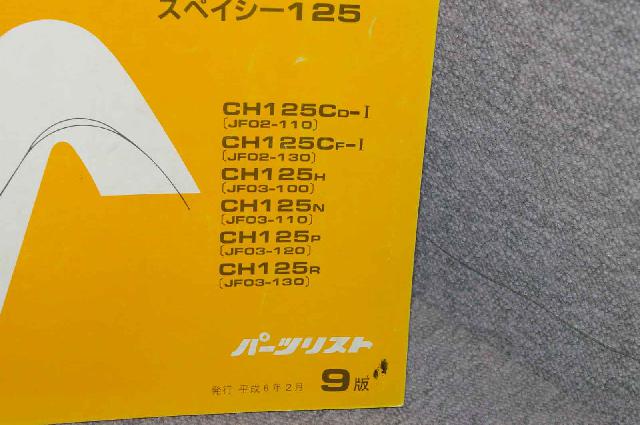 スペイシー125
CH125CD-I
(JF02-110)
CH125CF-I
(JF02-130)
CH125H
(JF03-100)
CH125N
(JF03-110)
CH125P
(JF03-120)
CH125R
(JF03-130)
パーツリスト
発行 平成6年2月 9版